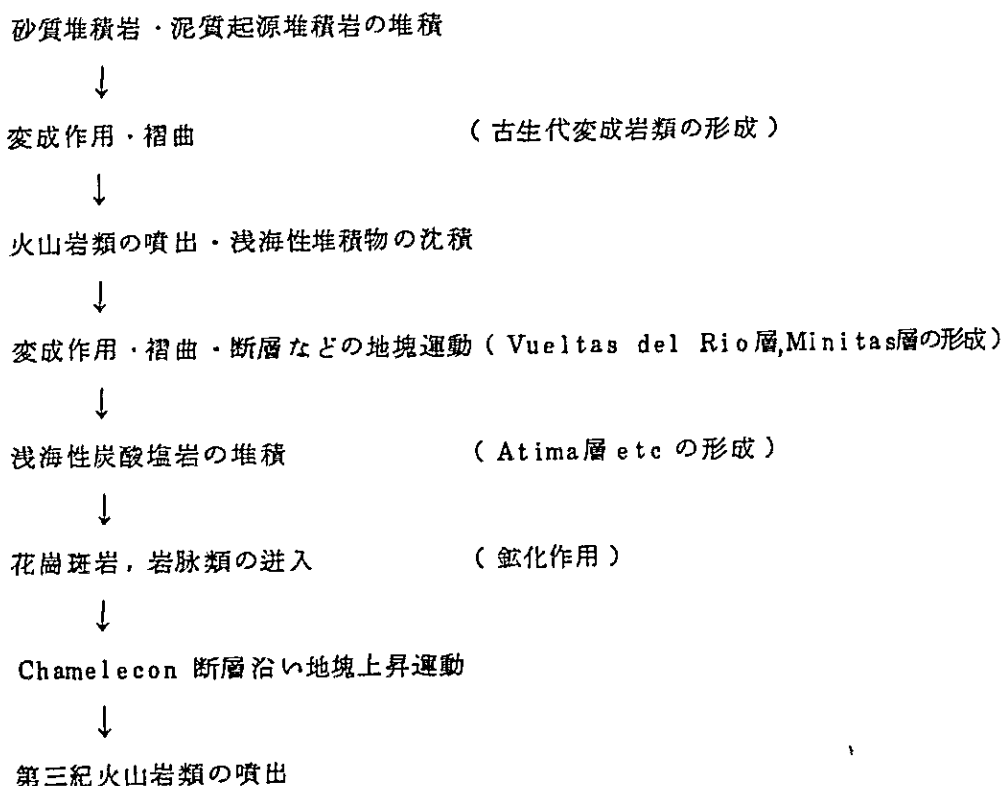 砂質堆積岩・泥質起源堆積岩の堆積
↓
変成作用・褶曲 (古生代変成岩類の形成)
↓
火山岩類の噴出・浅海性堆積物の沈積
↓
変成作用・褶曲・断層などの地塊運動(Vueltas del Rio層,Minitas層の形成)
↓
浅海性炭酸塩岩の堆積 (Atima層 etc の形成)
↓
花崗斑岩,岩脈類の迸入 (鉱化作用)
↓
Chamelecon 断層沿い地塊上昇運動
↓
第三紀火山岩類の噴出